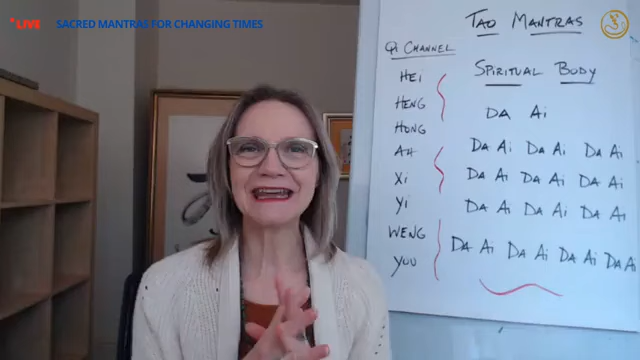 LIVE SACRED MANTRAS FOR CHANGING TIMES
TAO MANTRAS
QI CHANNEL
HEI
HENG
HONG
AH
XI
YI
WENG
YOU
SPIRITUAL BODY
DA Ai
DA Ai DA Ai DA Ai
DA Ai DA Ai DA Ai
DA Ai DA Ai DA Ai
DA Ai DA Ai DA Ai DA Ai